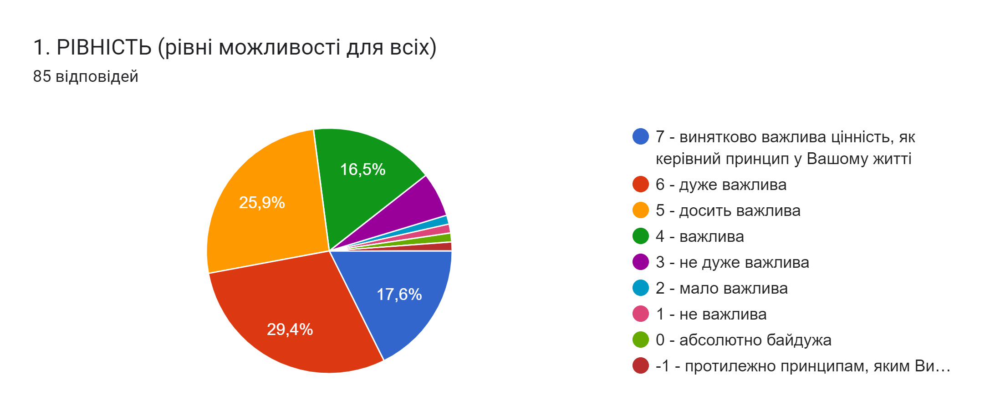 1. РІВНІСТЬ (рівні можливості для всіх)
85 відповідей
16,5%
25,9%
17,6%
29,4%
7 - винятково важлива цінність, як
керівний принцип у Вашому житті
6 - дуже важлива
5 - досить важлива
4 - важлива
3 - не дуже важлива
2 - мало важлива
1 - не важлива
0 - абсолютно байдужа
-1 - протилежно принципам, яким Ви…